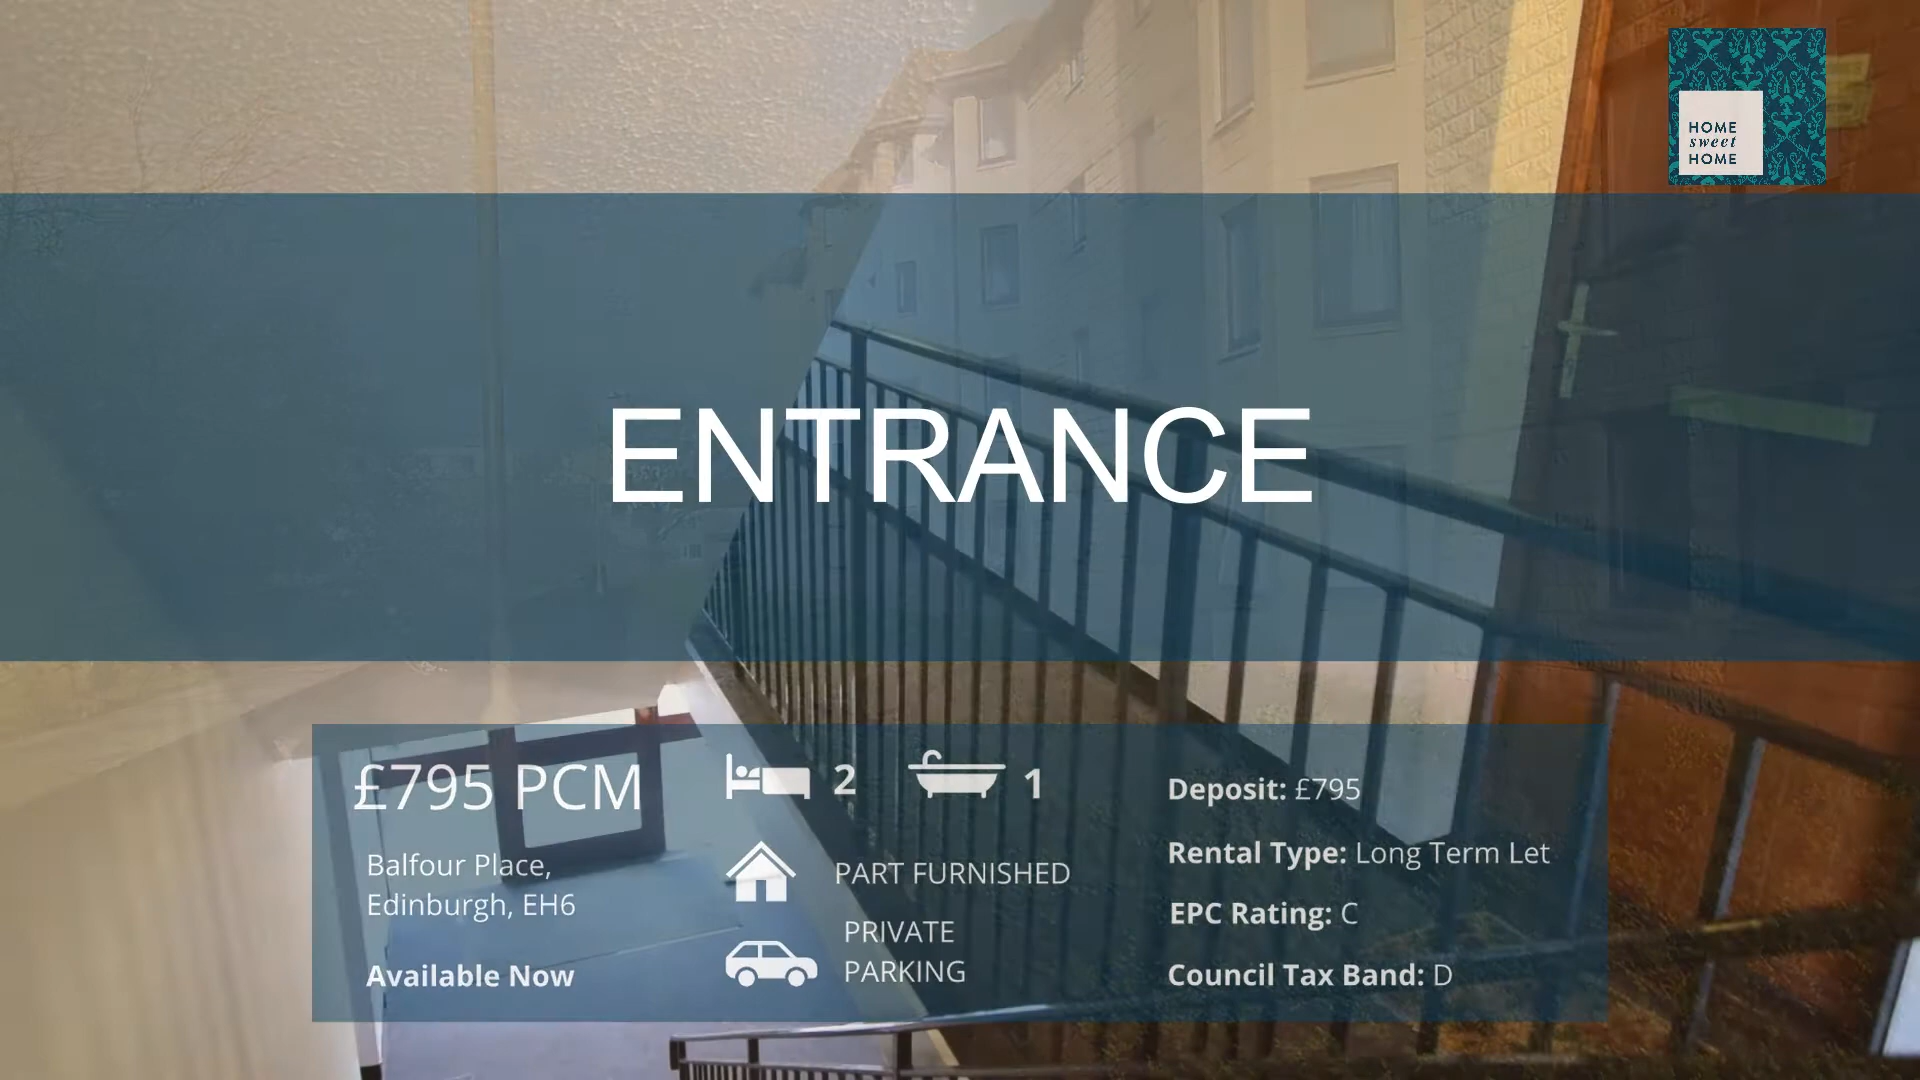 HOME
sweet
HOME
ENTRANCE
£795 PCM
Balfour Place,
Edinburgh, EH6
Available Now
2
1
PART FURNISHED
PRIVATE
PARKING
Deposit: £795
Rental Type: Long Term Let
EPC Rating: C
Council Tax Band: D